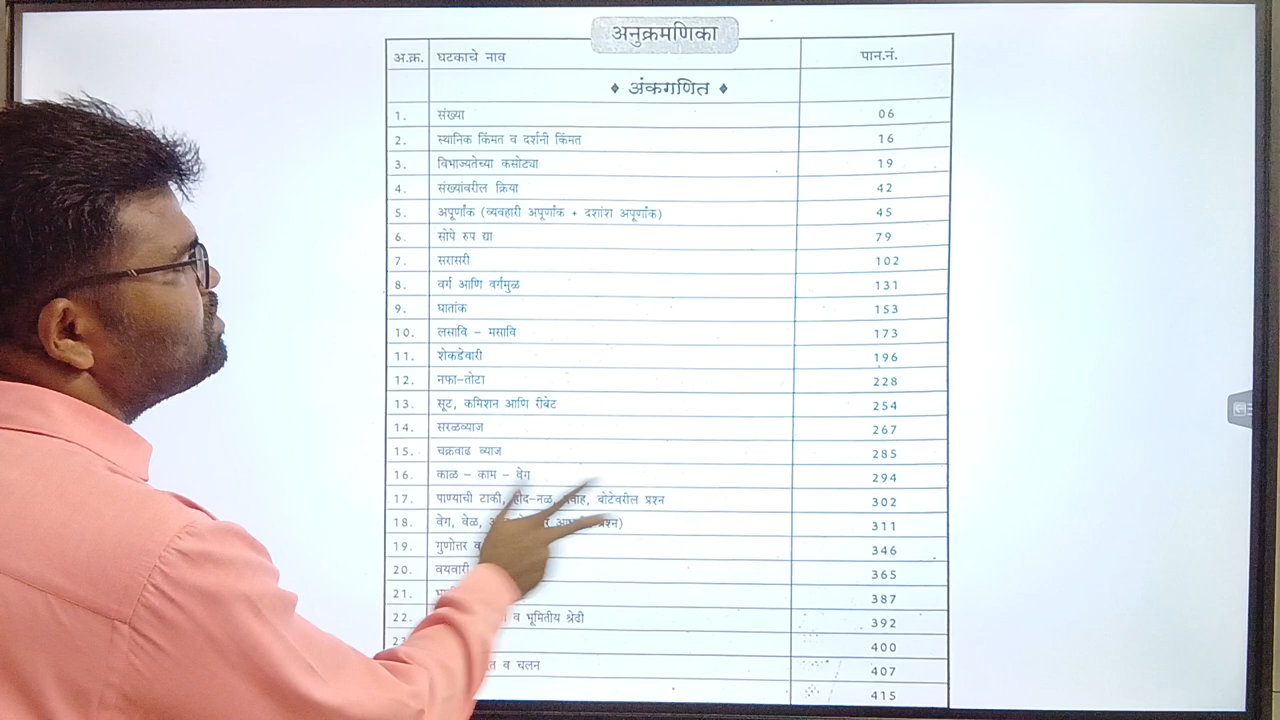 अनुक्रमणिका
अ.क्र. घटकाचे नाव पान.नं.
♦ अंकगणित ♦
1. संख्या 06
2. स्थानिक किंमत व दर्शनी किंमत 16
3. विभाज्यतेच्या कसोट्या 19
4. संख्यांवरील क्रिया 42
5. अपूर्णांक (व्यवहारी अपूर्णांक + दशांश अपूर्णांक) 45
6. सोपे रुप द्या 79
7. सरासरी 102
8. वर्ग आणि वर्गमुळ 131
9. घातांक 153
10. लसावि – मसावि 173
11. शेकडेवारी 196
12. नफा–तोटा 228
13. सूट, कमिशन आणि रीबेट 254
14. सरळव्याज 267
15. चक्रवाढ व्याज 285
16. काळ – काम – वेग 294
17. पाण्याची टाकी, हौद–नळ, बोटेवरील प्रश्न 302
18. वेग, वेळ, 311
19. गुणोत्तर व 346
20. वयवारी 365
21. 387
22. व भूमितीय श्रेढी 392
400
व चलन 407
415